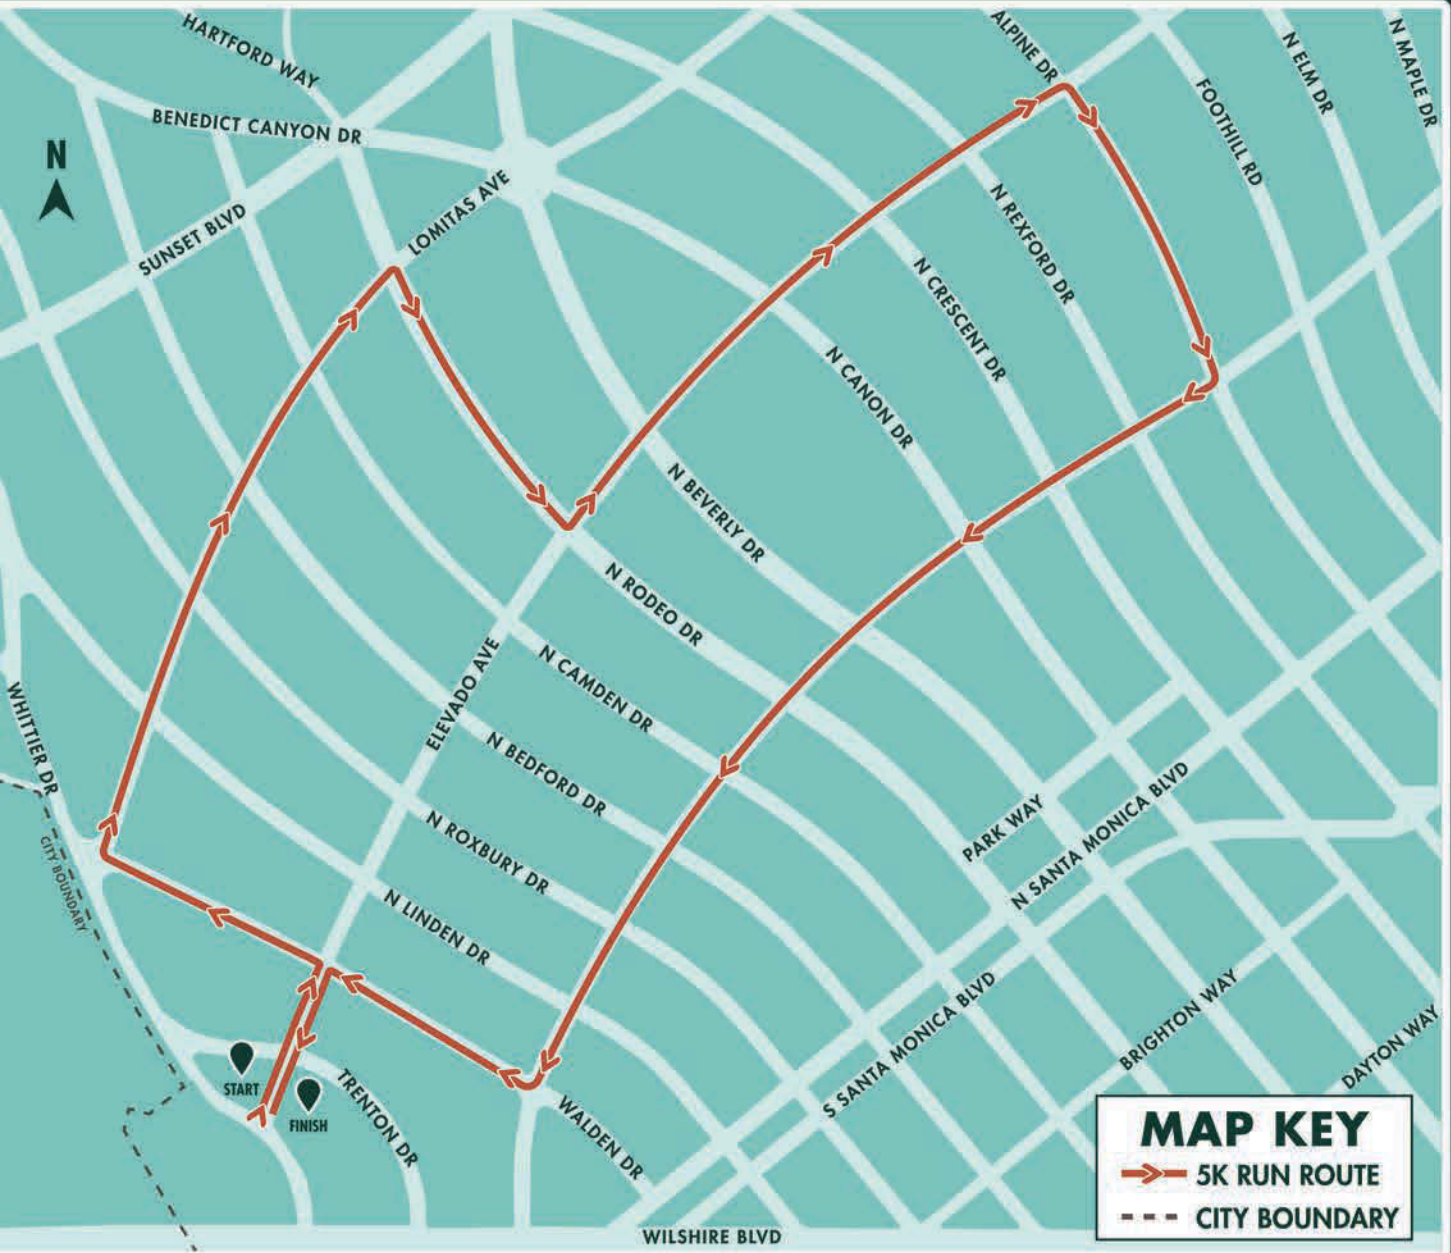 HARTFORD WAY
ALPINE DR
N MAPLE DR
N ELM DR
FOOTHILL RD
BENEDICT CANYON DR
N
LOMITAS AVE
SUNSET BLVD
N REXFORD DR
N CRESCENT DR
N CANON DR
N BEVERLY DR
N RODEO DR
ELEVADO AVE
N CAMDEN DR
WHITTIER DR
N BEDFORD DR
N ROXBURY DR
PARK WAY
N SANTA MONICA BLVD
CITY BOUNDARY
N LINDEN DR
S SANTA MONICA BLVD
BRIGHTON WAY
DAYTON WAY
START
FINISH
TRENTON DR
WALDEN DR
MAP KEY
5K RUN ROUTE
CITY BOUNDARY
WILSHIRE BLVD